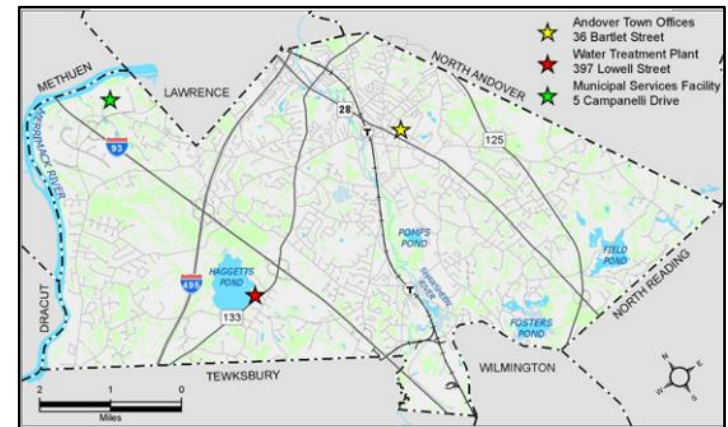 Andover Town Offices
36 Bartlet Street
Water Treatment Plant
397 Lowell Street
Municipal Services Facility
5 Campanelli Drive
METHUEN
LAWRENCE
NORTH ANDOVER
MERRIMACK RIVER
93
28
T
125
495
HAGGETTS
POND
POMPS
POND
SHAWSHEEN
RIVER
FIELD
POND
T
DRACUT
133
FOSTERS
POND
NORTH READING
TEWKSBURY
WILMINGTON
N
E
S
W
2 1 0
Miles